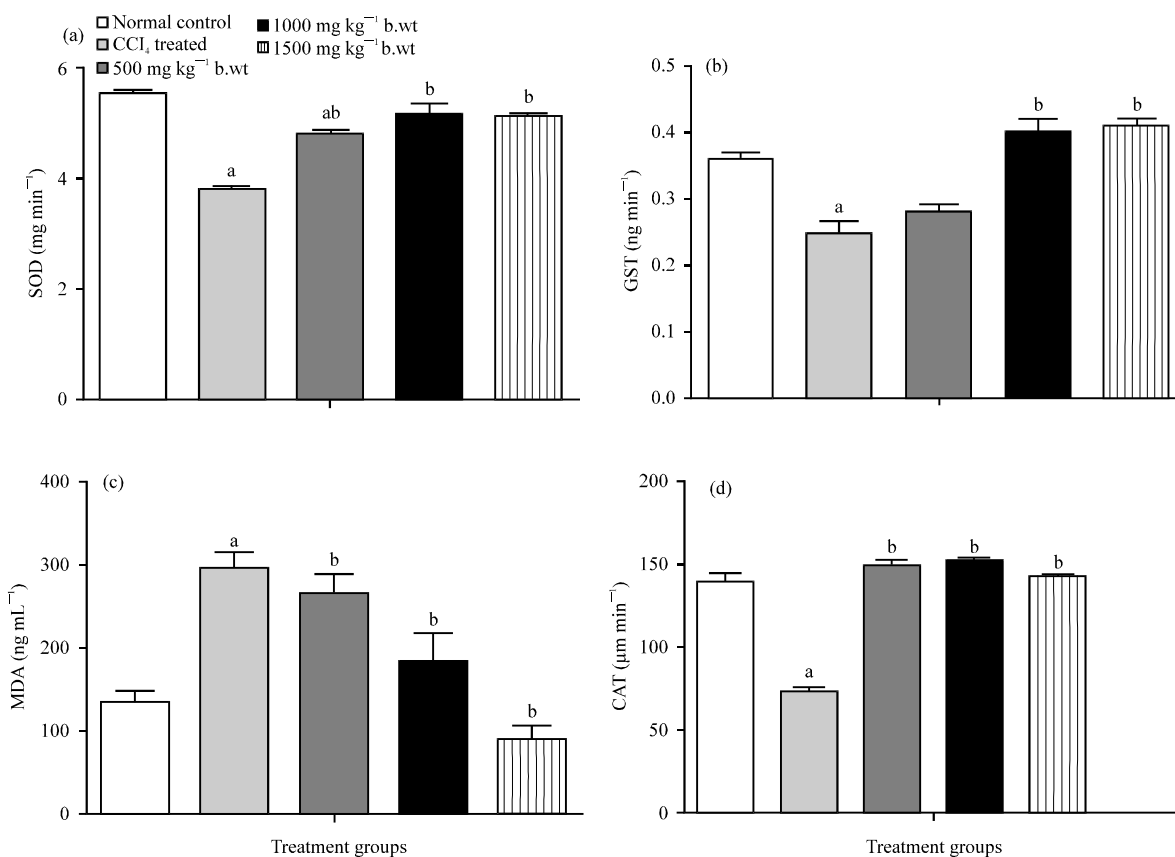 (a)
Normal control
CCI₄ treated
500 mg kg⁻¹ b.wt
1000 mg kg⁻¹ b.wt
1500 mg kg⁻¹ b.wt
SOD (mg min⁻¹)
6
4
2
0
a
ab
b
b
(b)
GST (ng min⁻¹)
0.5
0.4
0.3
0.2
0.1
0.0
a
b
b
(c)
MDA (ng mL⁻¹)
400
300
200
100
0
a
b
b
b
Treatment groups
(d)
CAT (µm min⁻¹)
200
150
100
50
0
a
b
b
b
Treatment groups